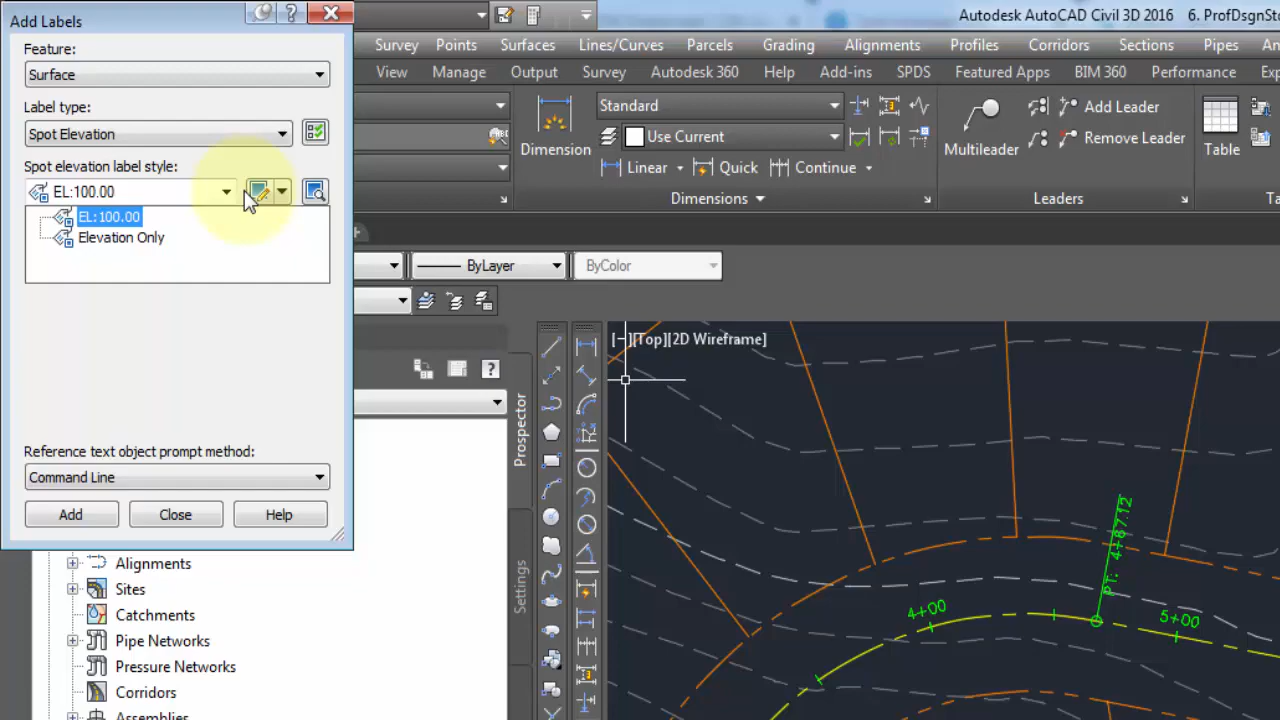 Add Labels
?
Autodesk AutoCAD Civil 3D 2016 6. ProfDsgnSt
Feature:
Surface
Label type:
Spot Elevation
Spot elevation label style:
EL:100.00
EL:100.00
Elevation Only
Reference text object prompt method:
Command Line
Add
Close
Help
Survey
Points
Surfaces
Lines/Curves
Parcels
Grading
Alignments
Profiles
Corridors
Sections
Pipes
View
Manage
Output
Survey
Autodesk 360
Help
Add-ins
SPDS
Featured Apps
BIM 360
Performance
Standard
Use Current
Dimension
Linear
Quick
Continue
Dimensions
Multileader
Add Leader
Remove Leader
Leaders
Table
ByLayer
ByColor
?
Prospector
Settings
[−][Top][2D Wireframe]
PT: 4+87.12
4+00
5+00
Alignments
Sites
Catchments
Pipe Networks
Pressure Networks
Corridors
Assemblies